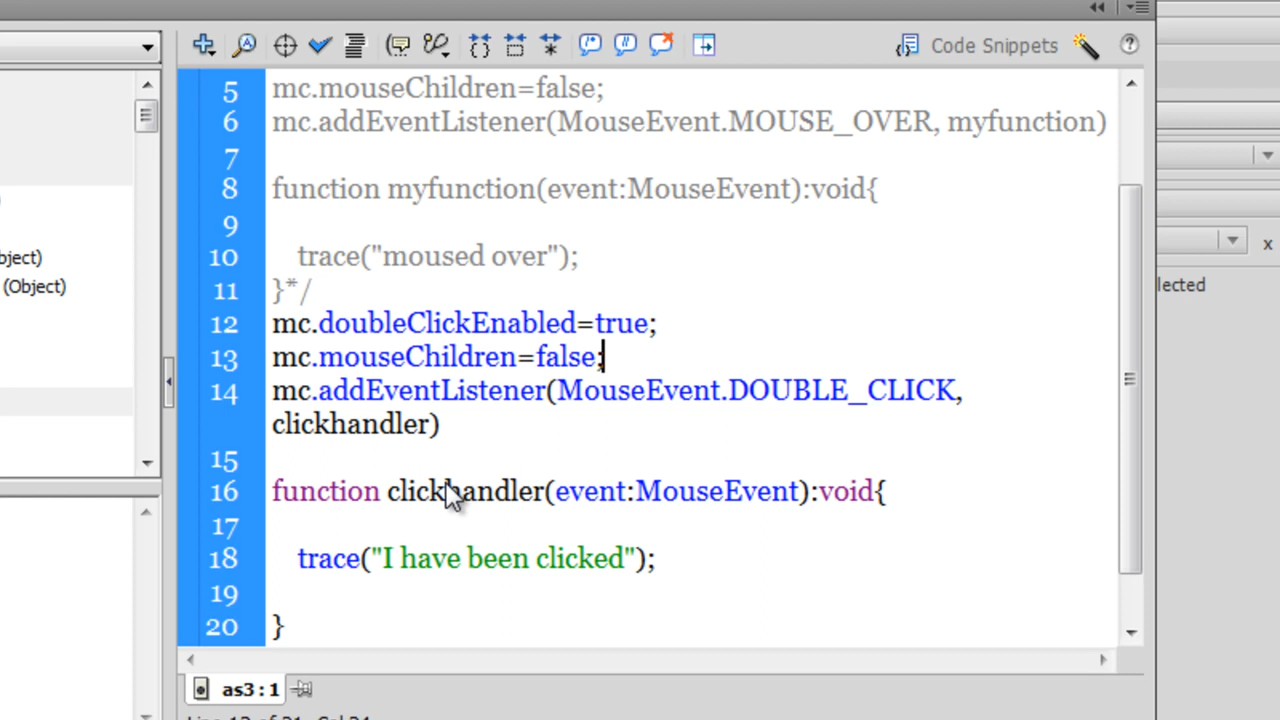 Code Snippets
5 mc.mouseChildren=false;
6 mc.addEventListener(MouseEvent.MOUSE_OVER, myfunction)
7
8 function myfunction(event:MouseEvent):void{
9
10 trace("moused over");
11 }*/
12 mc.doubleClickEnabled=true;
13 mc.mouseChildren=false;
14 mc.addEventListener(MouseEvent.DOUBLE_CLICK,
clickhandler)
15
16 function clickhandler(event:MouseEvent):void{
17
18 trace("I have been clicked");
19
20 }
bject)
(Object)
x
lected
as3:1